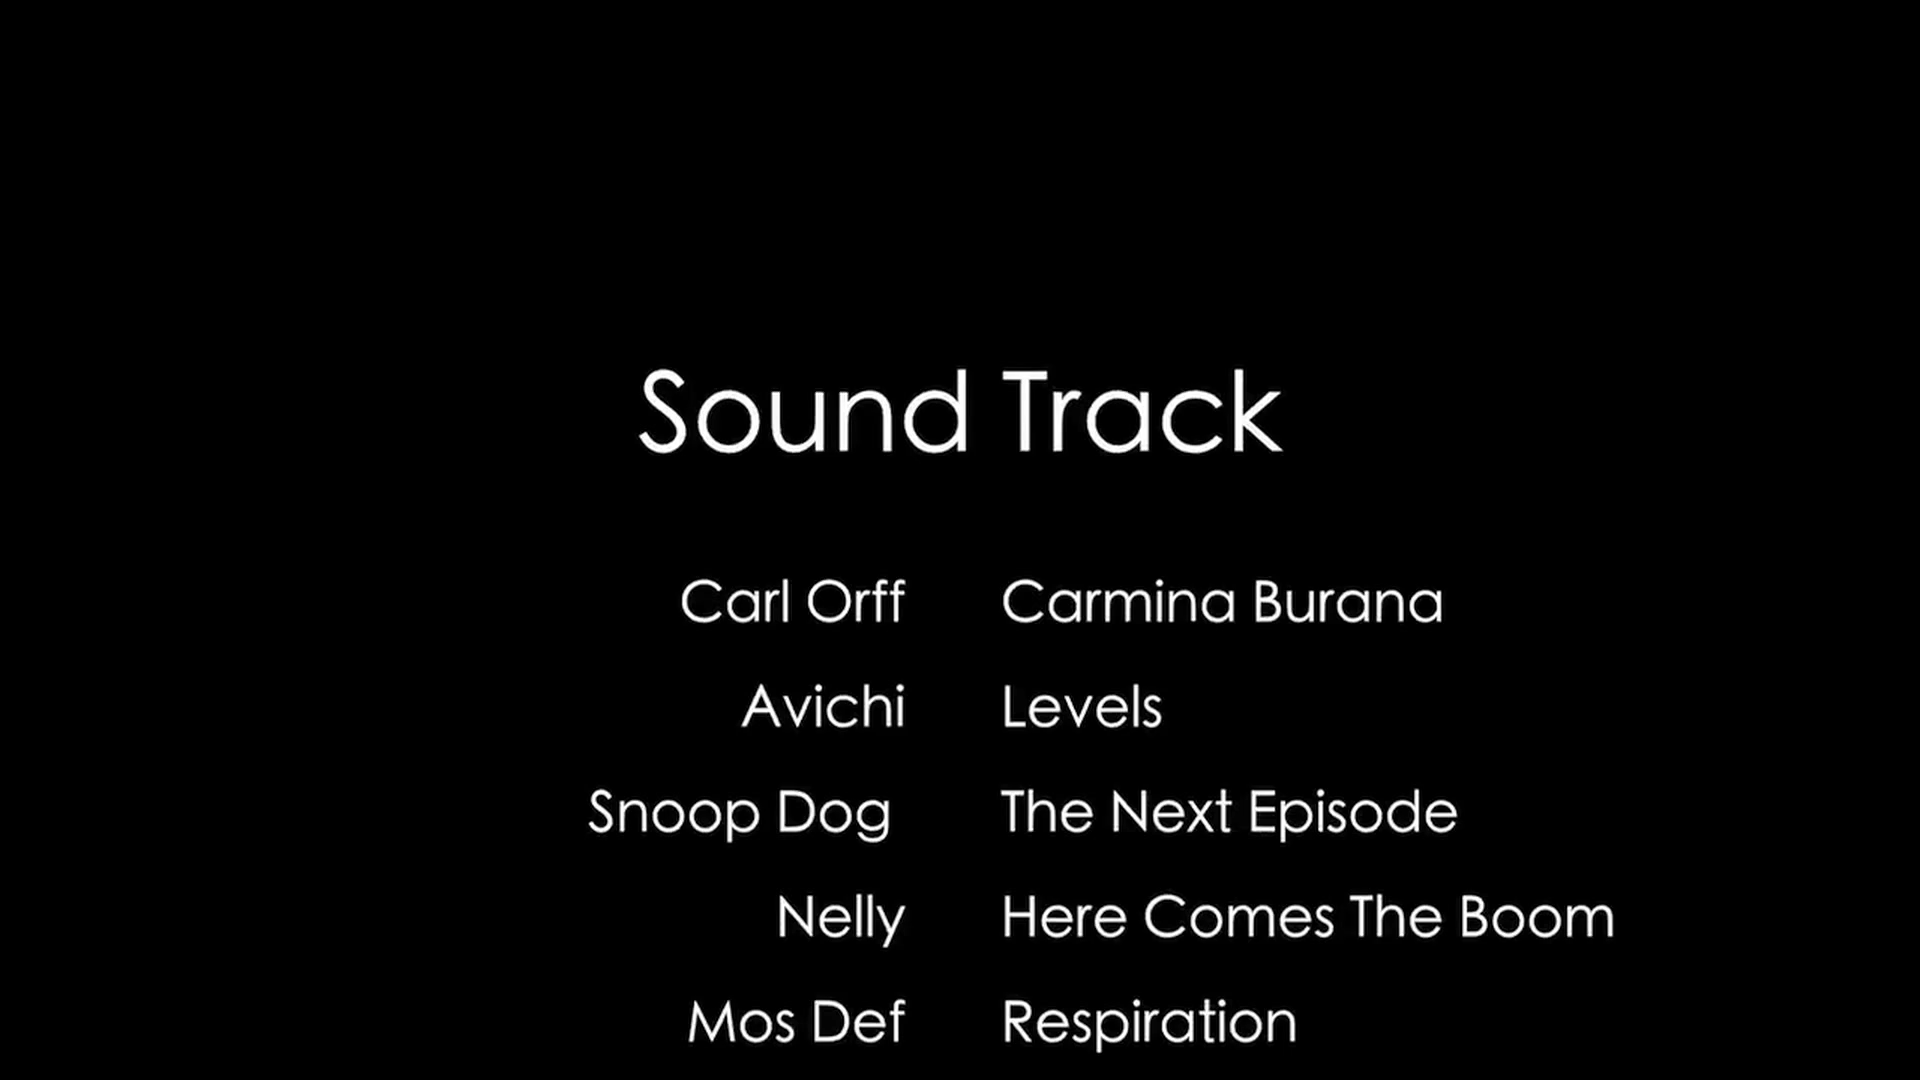 Sound Track
Carl Orff Carmina Burana
Avichi Levels
Snoop Dog The Next Episode
Nelly Here Comes The Boom
Mos Def Respiration